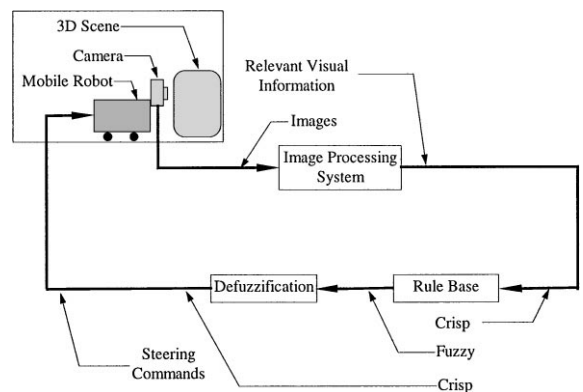 3D Scene
Camera
Mobile Robot
Relevant Visual
Information
Images
Image Processing
System
Defuzzification
Rule Base
Crisp
Fuzzy
Steering
Commands
Crisp